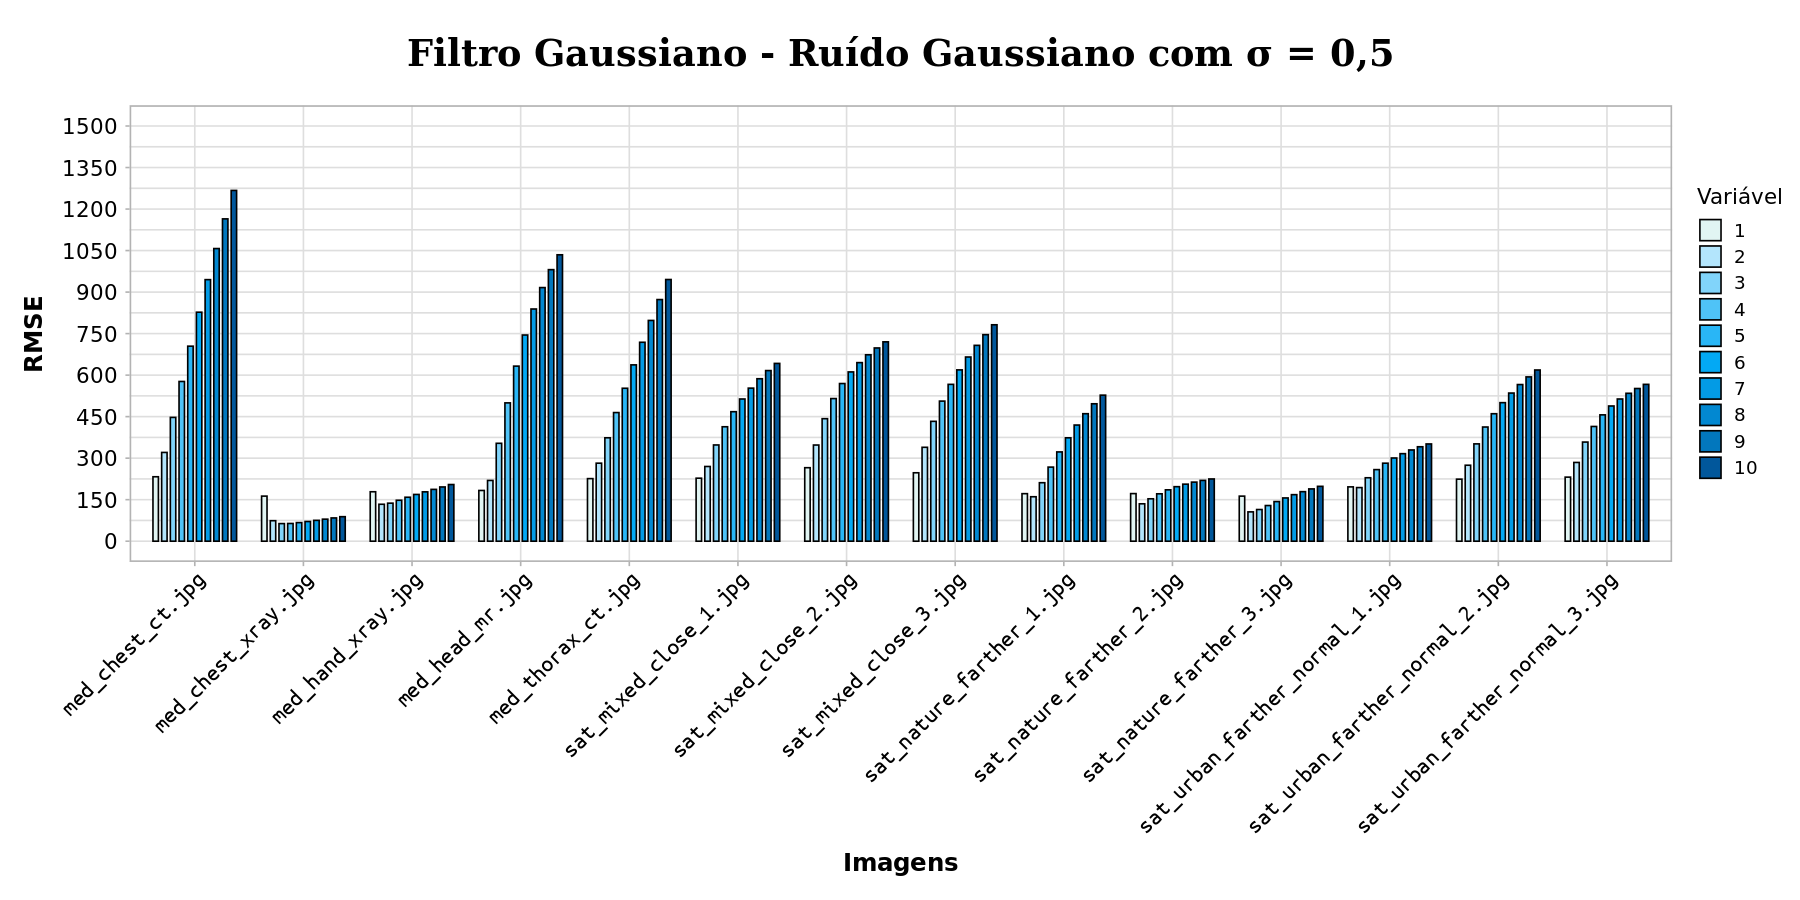 Filtro Gaussiano - Ruído Gaussiano com σ = 0,5
1500
1350
1200
1050
900
750
600
450
300
150
0
RMSE
med_chest_ct.jpg
med_chest_xray.jpg
med_hand_xray.jpg
med_head_mr.jpg
med_thorax_ct.jpg
sat_mixed_close_1.jpg
sat_mixed_close_2.jpg
sat_mixed_close_3.jpg
sat_nature_farther_1.jpg
sat_nature_farther_2.jpg
sat_nature_farther_3.jpg
sat_urban_farther_normal_1.jpg
sat_urban_farther_normal_2.jpg
sat_urban_farther_normal_3.jpg
Imagens
Variável
1
2
3
4
5
6
7
8
9
10